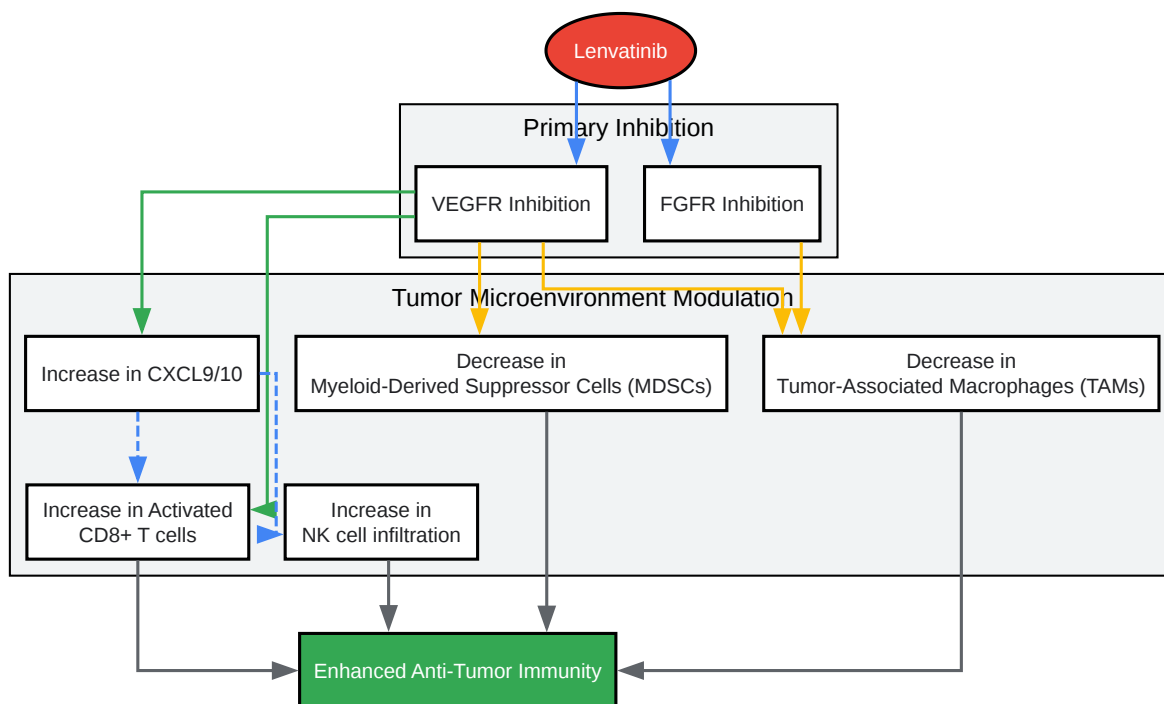 Lenvatinib
Primary Inhibition
VEGFR Inhibition
FGFR Inhibition
Tumor Microenvironment Modulation
Increase in CXCL9/10
Decrease in
Myeloid-Derived Suppressor Cells (MDSCs)
Decrease in
Tumor-Associated Macrophages (TAMs)
Increase in Activated
CD8+ T cells
Increase in
NK cell infiltration
Enhanced Anti-Tumor Immunity